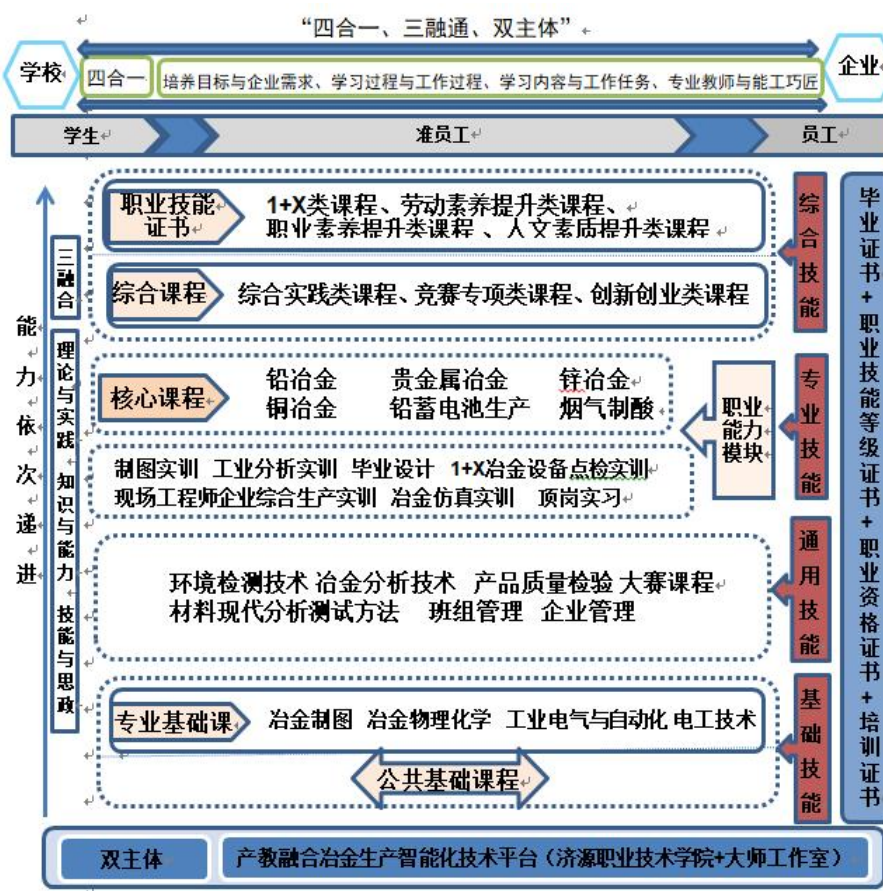 “四合一、三融通、双主体”
学校
四合一
培养目标与企业需求、学习过程与工作过程、学习内容与工作任务、专业教师与能工巧匠
企业
学生
准员工
员工
职业技能
证书
1+X类课程、劳动素养提升类课程、
职业素养提升类课程 、人文素质提升类课程
综合课程
综合实践类课程、竞赛专项类课程、创新创业类课程
综合技能
三融合
能力依次递进
理论与实践 知识与能力 技能与思政
核心课程
铅冶金 贵金属冶金 锌冶金
铜冶金 铅蓄电池生产 烟气制酸
职业
能力
模块
专业技能
制图实训 工业分析实训 毕业设计 1+X冶金设备点检实训
现场工程师企业综合生产实训 冶金仿真实训 顶岗实习
环境检测技术 冶金分析技术 产品质量检验 大赛课程
材料现代分析测试方法 班组管理 企业管理
通用技能
专业基础课
冶金制图 冶金物理化学 工业电气与自动化 电工技术
公共基础课程
基础技能
毕业证书+职业技能等级证书+职业资格证书+培训证书
双主体
产教融合冶金生产智能化技术平台（济源职业技术学院+大师工作室）